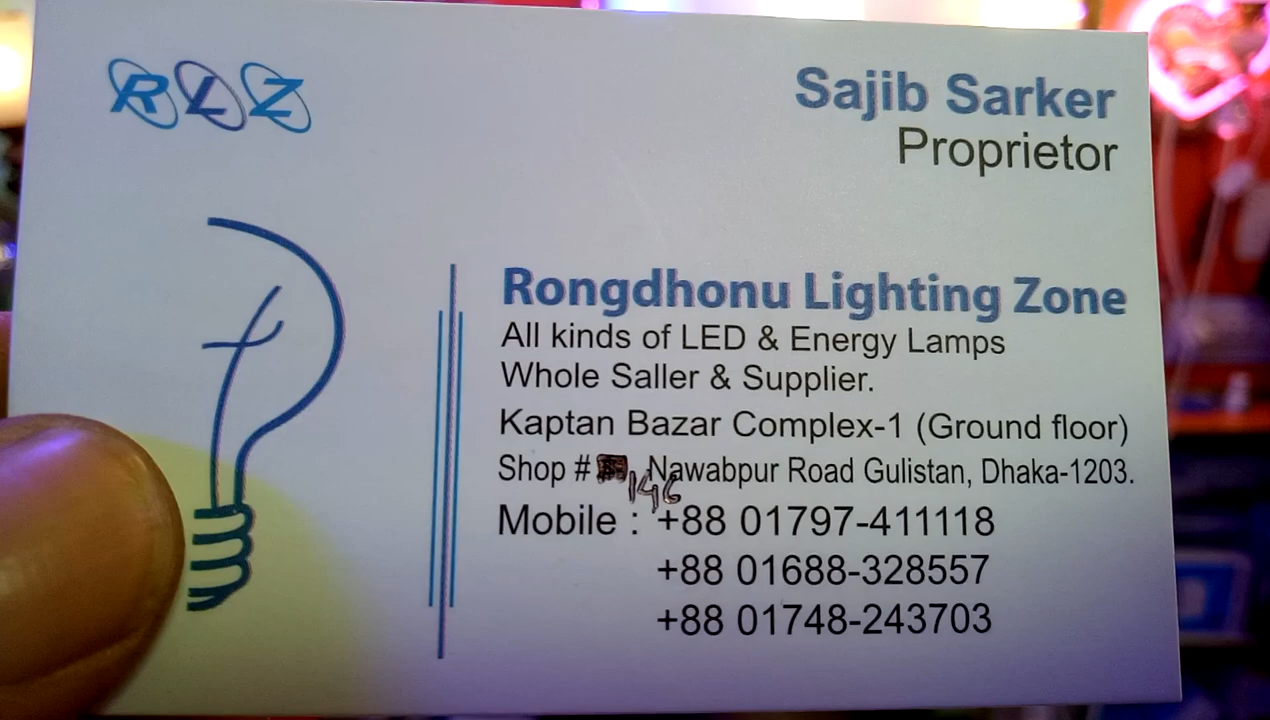 RLZ
Sajib Sarker
Proprietor
Rongdhonu Lighting Zone
All kinds of LED & Energy Lamps
Whole Saller & Supplier.
Kaptan Bazar Complex-1 (Ground floor)
Shop # 146, Nawabpur Road Gulistan, Dhaka-1203.
Mobile : +88 01797-411118
+88 01688-328557
+88 01748-243703